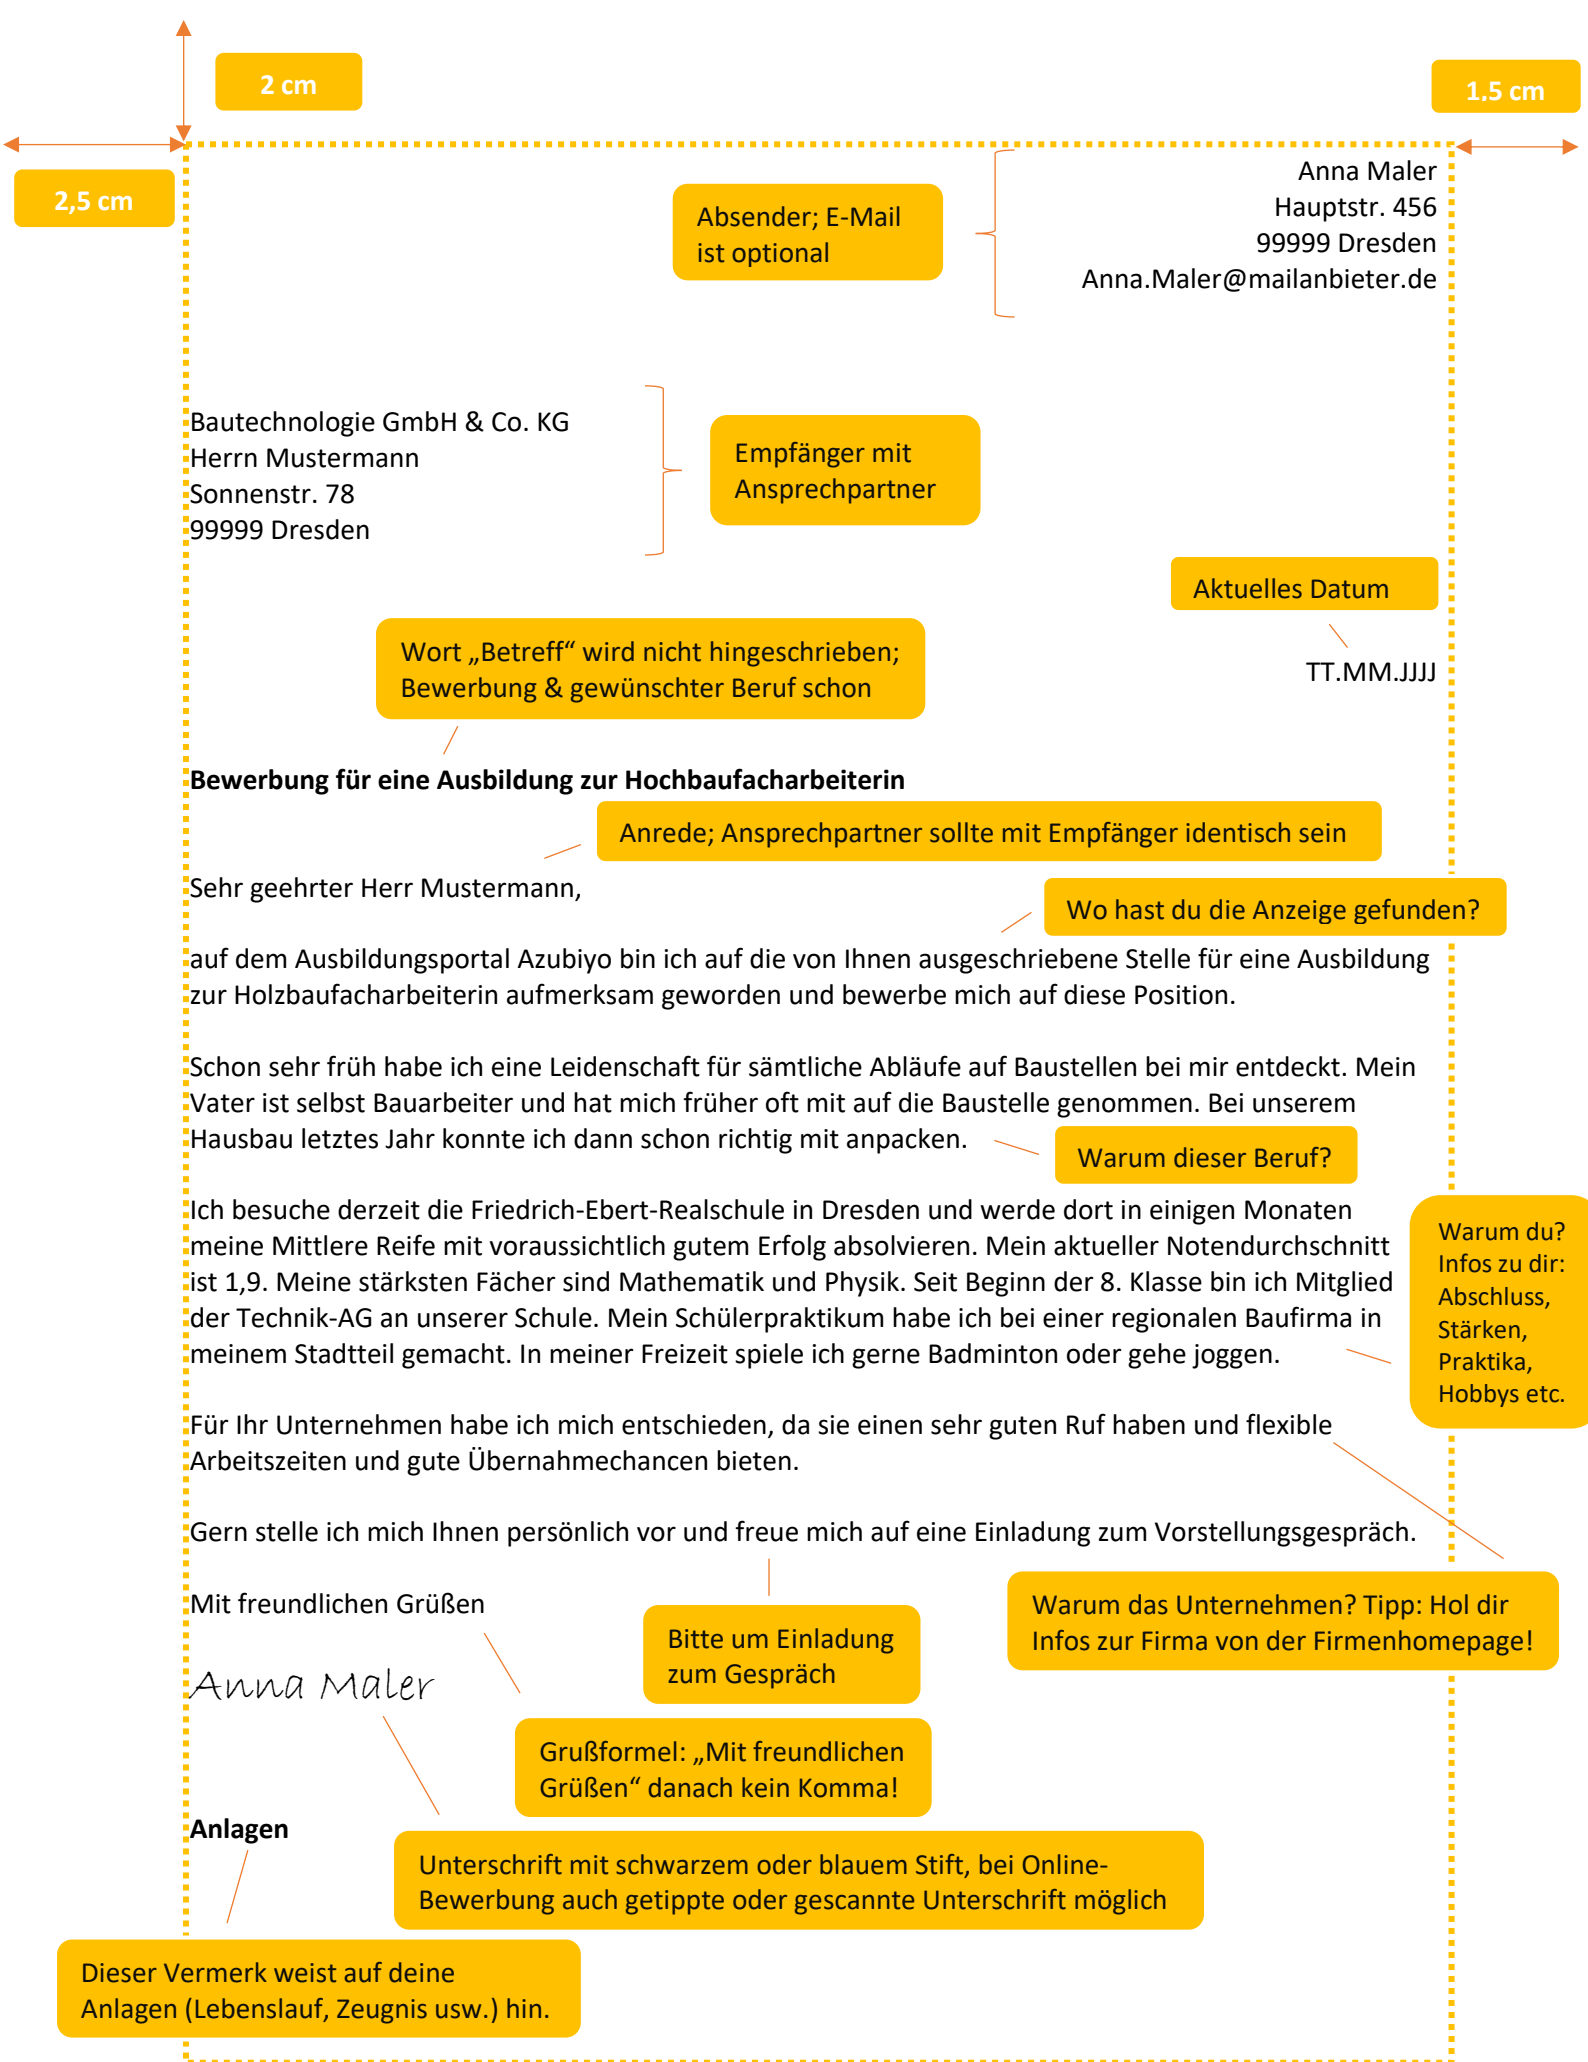 2 cm
1,5 cm
2,5 cm
Absender; E-Mail
ist optional
Anna Maler
Hauptstr. 456
99999 Dresden
Anna.Maler@mailanbieter.de
Bautechnologie GmbH & Co. KG
Herrn Mustermann
Sonnenstr. 78
99999 Dresden
Empfänger mit
Ansprechpartner
Aktuelles Datum
TT.MM.JJJJ
Wort „Betreff“ wird nicht hingeschrieben;
Bewerbung & gewünschter Beruf schon
Bewerbung für eine Ausbildung zur Hochbaufacharbeiterin
Anrede; Ansprechpartner sollte mit Empfänger identisch sein
Sehr geehrter Herr Mustermann,
Wo hast du die Anzeige gefunden?
auf dem Ausbildungsportal Azubiyo bin ich auf die von Ihnen ausgeschriebene Stelle für eine Ausbildung
zur Holzbaufacharbeiterin aufmerksam geworden und bewerbe mich auf diese Position.
Schon sehr früh habe ich eine Leidenschaft für sämtliche Abläufe auf Baustellen bei mir entdeckt. Mein
Vater ist selbst Bauarbeiter und hat mich früher oft mit auf die Baustelle genommen. Bei unserem
Hausbau letztes Jahr konnte ich dann schon richtig mit anpacken.
Warum dieser Beruf?
Ich besuche derzeit die Friedrich-Ebert-Realschule in Dresden und werde dort in einigen Monaten
meine Mittlere Reife mit voraussichtlich gutem Erfolg absolvieren. Mein aktueller Notendurchschnitt
ist 1,9. Meine stärksten Fächer sind Mathematik und Physik. Seit Beginn der 8. Klasse bin ich Mitglied
der Technik-AG an unserer Schule. Mein Schülerpraktikum habe ich bei einer regionalen Baufirma in
meinem Stadtteil gemacht. In meiner Freizeit spiele ich gerne Badminton oder gehe joggen.
Warum du?
Infos zu dir:
Abschluss,
Stärken,
Praktika,
Hobbys etc.
Für Ihr Unternehmen habe ich mich entschieden, da sie einen sehr guten Ruf haben und flexible
Arbeitszeiten und gute Übernahmechancen bieten.
Gern stelle ich mich Ihnen persönlich vor und freue mich auf eine Einladung zum Vorstellungsgespräch.
Mit freundlichen Grüßen
Bitte um Einladung
zum Gespräch
Warum das Unternehmen? Tipp: Hol dir
Infos zur Firma von der Firmenhomepage!
Anna Maler
Grußformel: „Mit freundlichen
Grüßen“ danach kein Komma!
Anlagen
Unterschrift mit schwarzem oder blauem Stift, bei Online-
Bewerbung auch getippte oder gescannte Unterschrift möglich
Dieser Vermerk weist auf deine
Anlagen (Lebenslauf, Zeugnis usw.) hin.